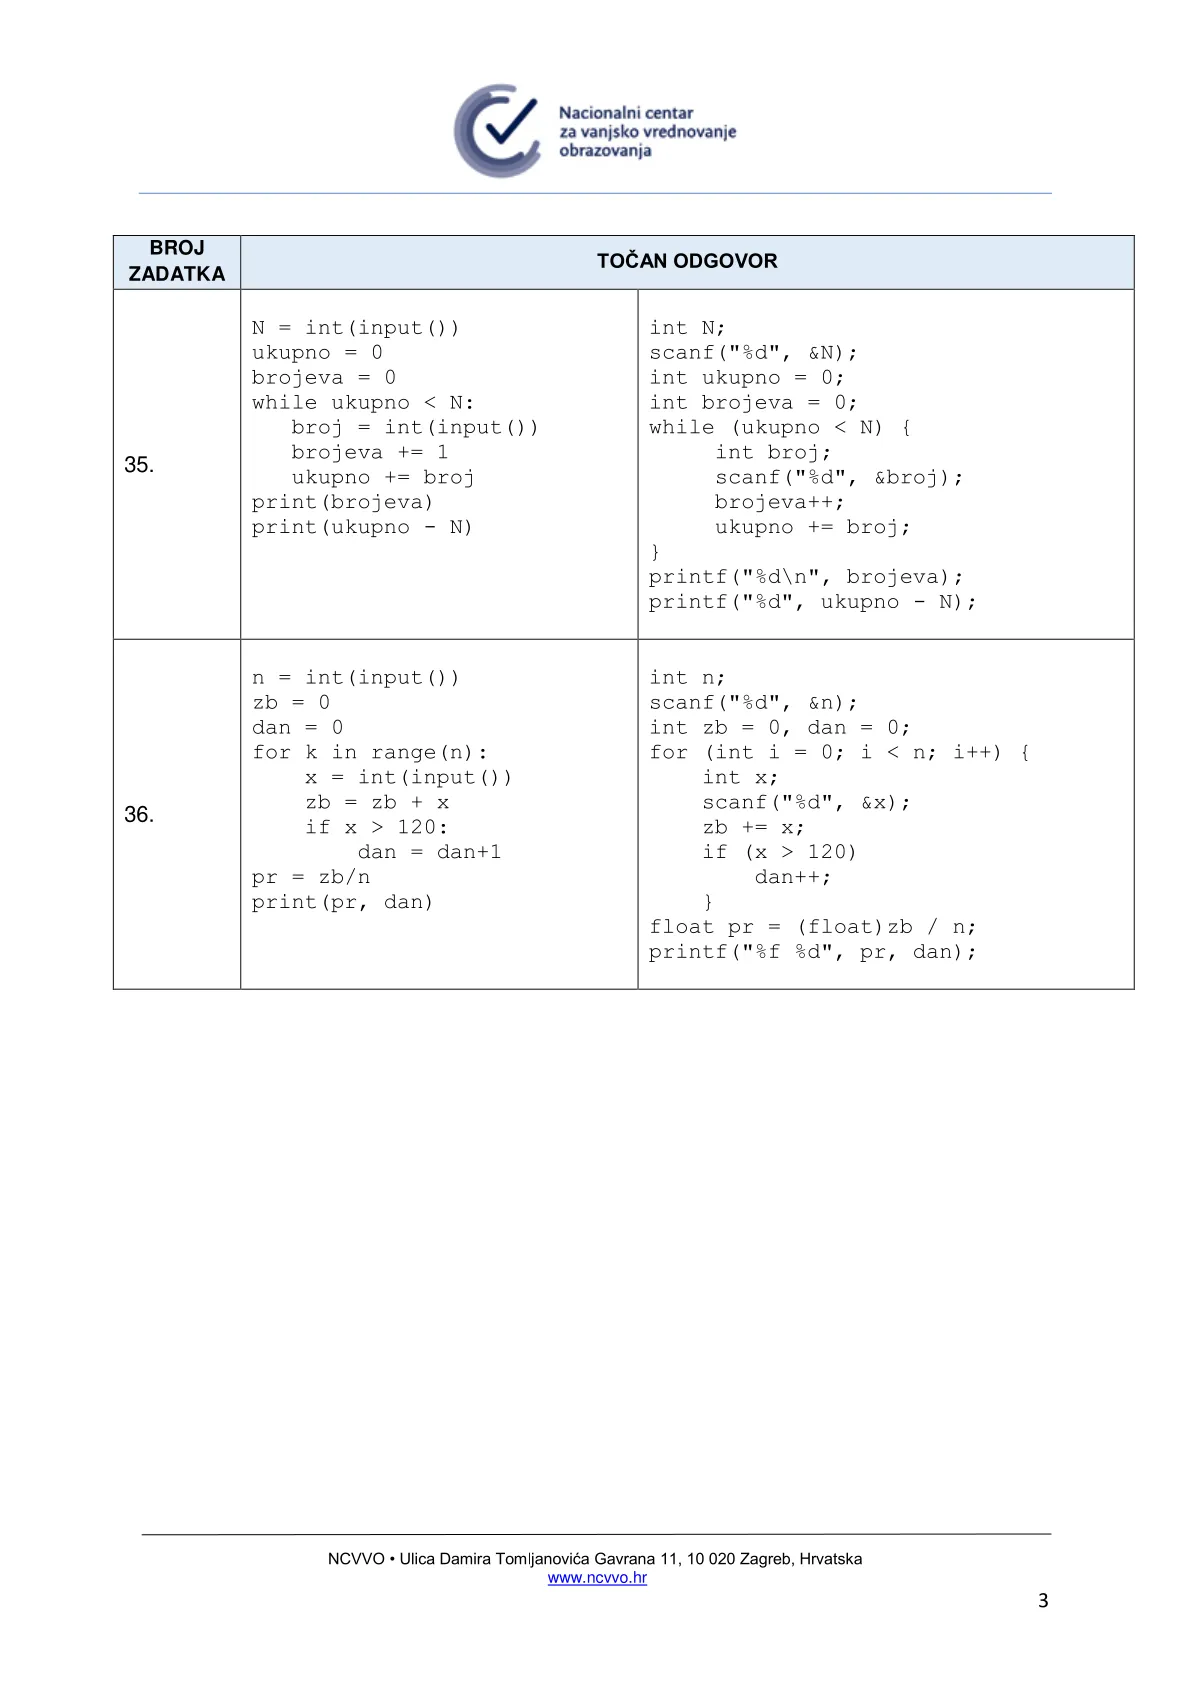 Nacionalni centar
za vanjsko vrednovanje
obrazovanja
BROJ
ZADATKA
TOČAN ODGOVOR
35.
N = int(input())
ukupno = 0
brojeva = 0
while ukupno < N:
   broj = int(input())
   brojeva += 1
   ukupno += broj
print(brojeva)
print(ukupno - N)
int N;
scanf("%d", &N);
int ukupno = 0;
int brojeva = 0;
while (ukupno < N) {
     int broj;
     scanf("%d", &broj);
     brojeva++;
     ukupno += broj;
}
printf("%d\n", brojeva);
printf("%d", ukupno - N);
36.
n = int(input())
zb = 0
dan = 0
for k in range(n):
    x = int(input())
    zb = zb + x
    if x > 120:
        dan = dan+1
pr = zb/n
print(pr, dan)
int n;
scanf("%d", &n);
int zb = 0, dan = 0;
for (int i = 0; i < n; i++) {
    int x;
    scanf("%d", &x);
    zb += x;
    if (x > 120)
        dan++;
    }
float pr = (float)zb / n;
printf("%f %d", pr, dan);
NCVVO • Ulica Damira Tomljanovića Gavrana 11, 10 020 Zagreb, Hrvatska
www.ncvvo.hr
3